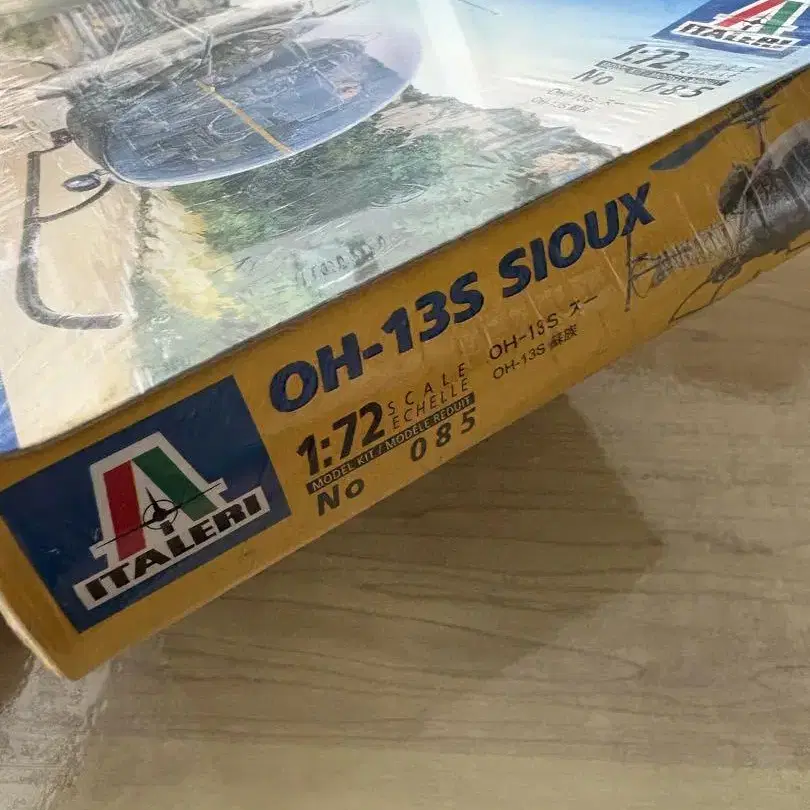 ITALERI
1:72
No 085
OH-13S SIOUX
OH-13S スー
OH-13S 蘇族
1:72 SCALE
ECHELLE
MODEL KIT / MODELE REDUIT
No 085
ITALERI